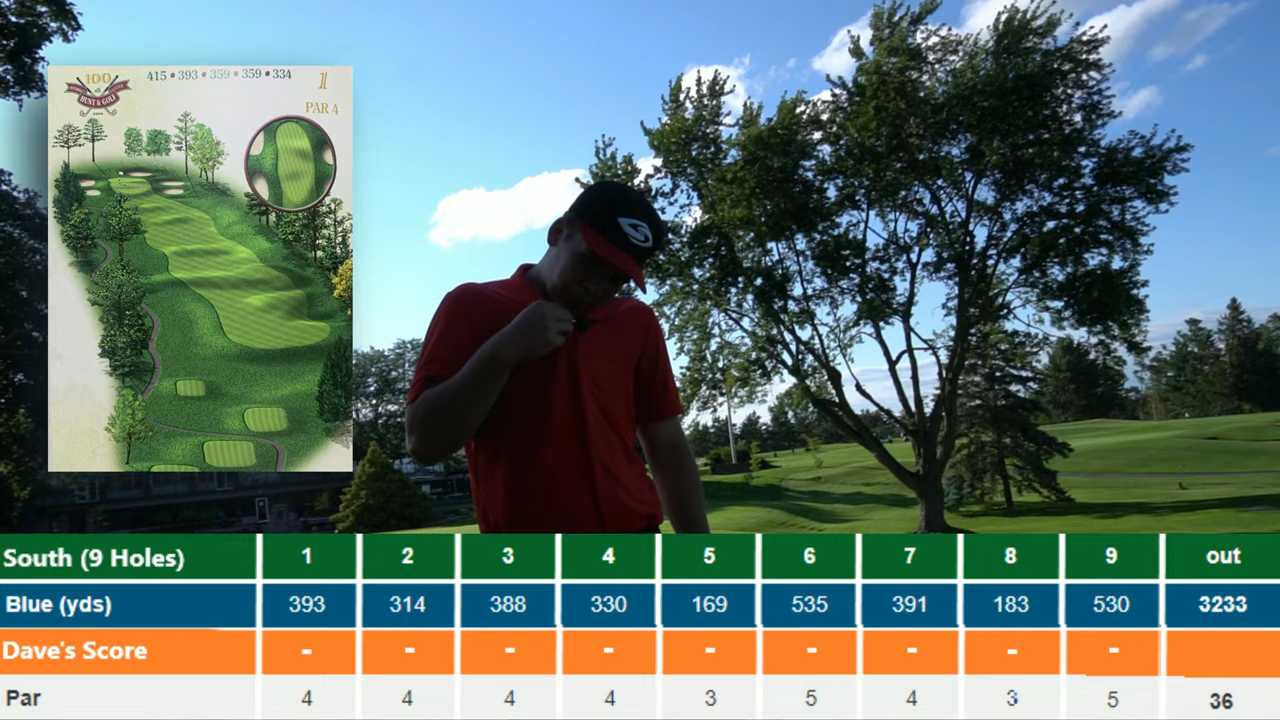 100
HUNT & GOLF
415 • 393 • 359 • 359 • 334
1
PAR 4
South (9 Holes) 1 2 3 4 5 6 7 8 9 out
Blue (yds) 393 314 388 330 169 535 391 183 530 3233
Dave's Score - - - - - - - - -
Par 4 4 4 4 3 5 4 3 5 36